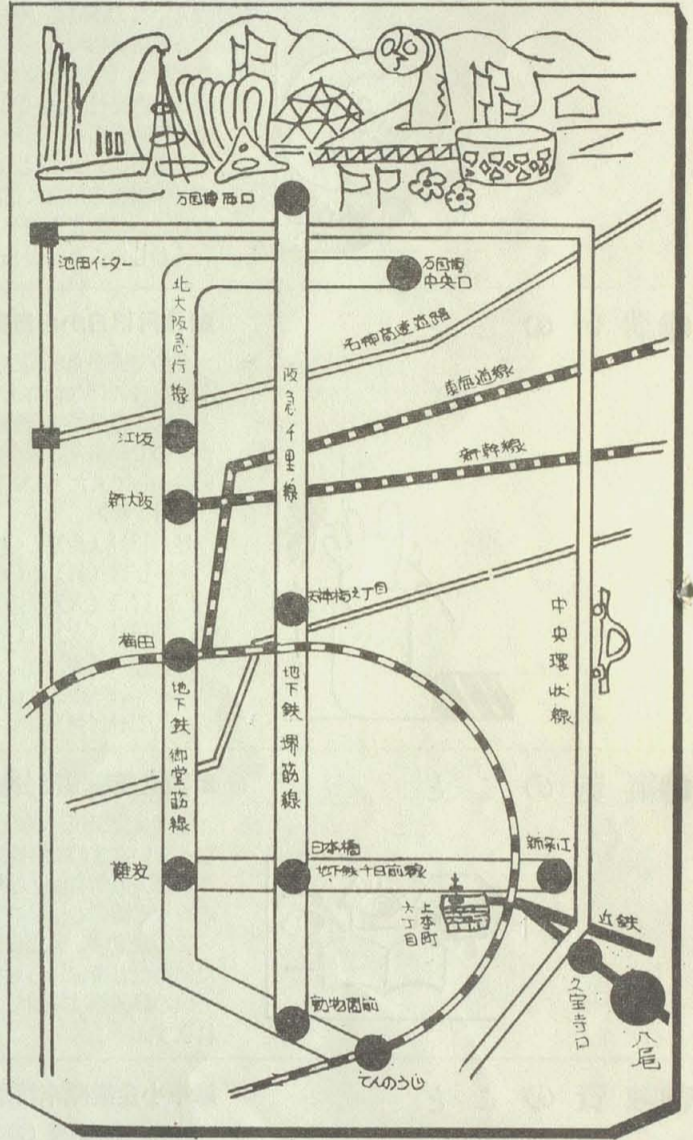 万国博西口
池田インター
万国博
中央口
北大阪急行線
名神高速道路
阪急千里線
東海道線
江坂
新幹線
新大阪
天神橋六丁目
中央環状線
梅田
地下鉄御堂筋線
地下鉄堺筋線
日本橋
難波
地下鉄千日前線
新深江
上本町
六丁目
近鉄
久宝寺口
八尾
動物園前
てんのうじ